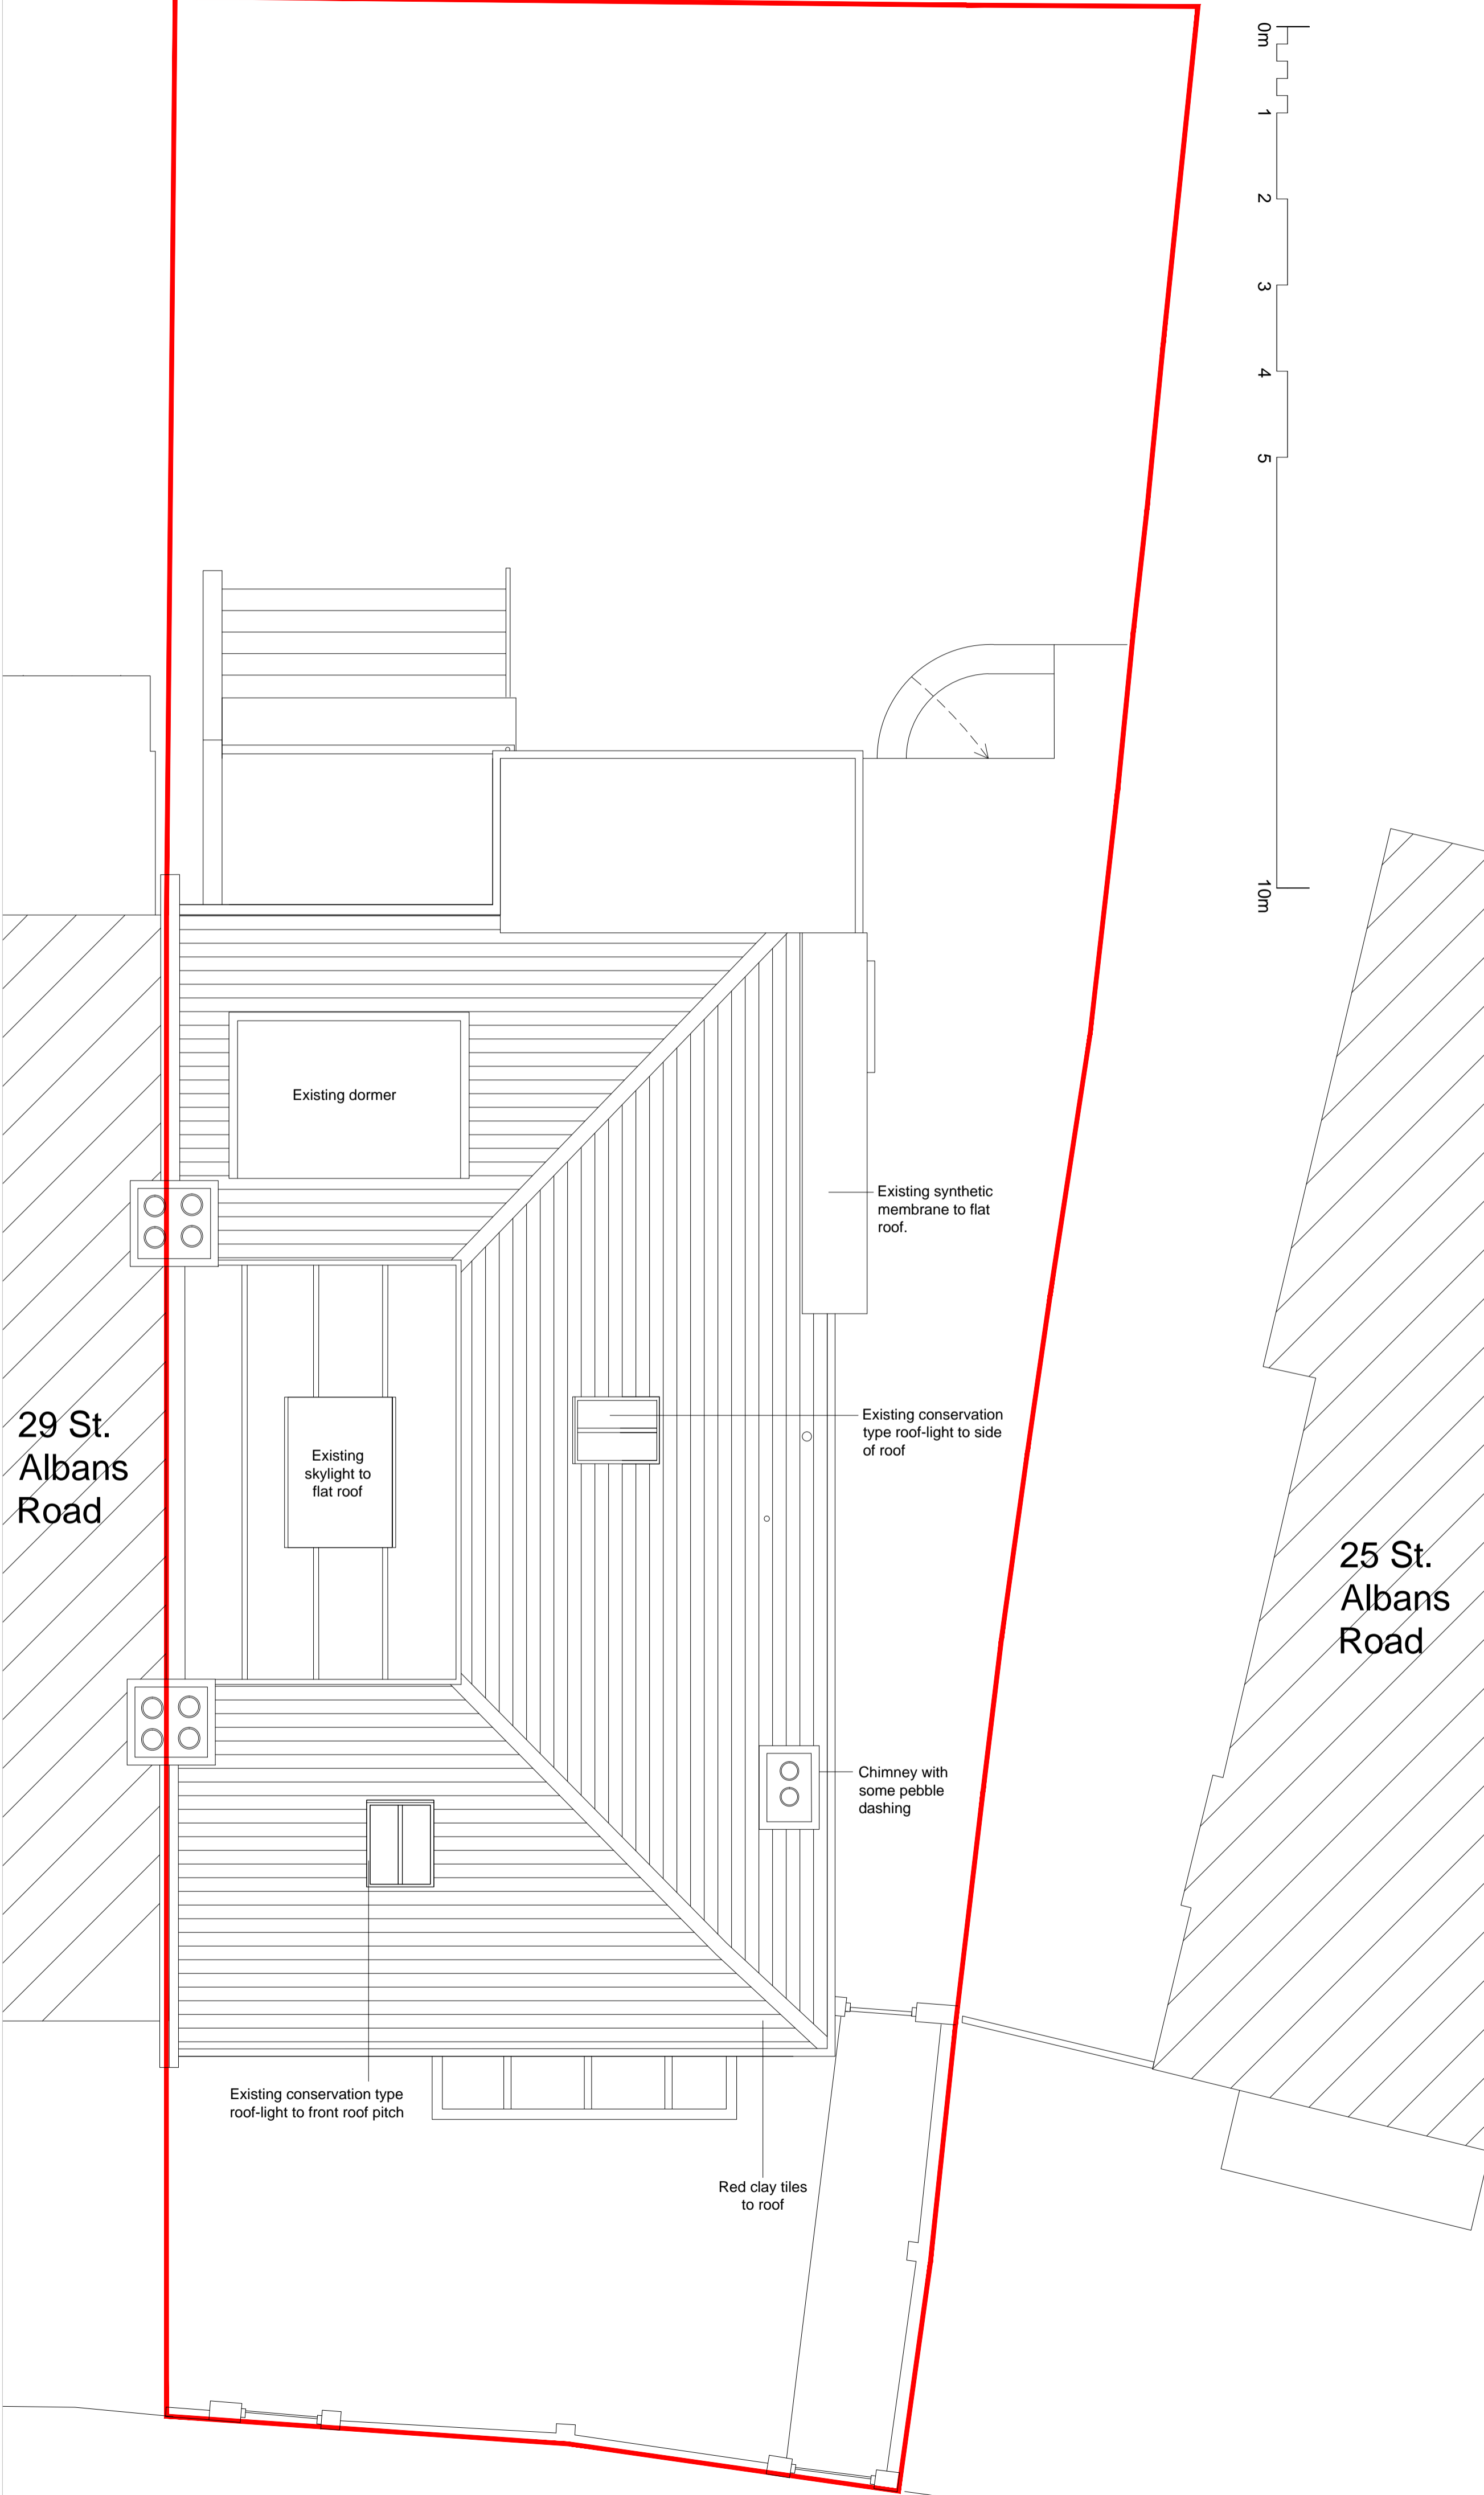 0m
1
2
3
4
5
10m
Existing dormer
Existing synthetic
membrane to flat
roof.
29 St.
Albans
Road
Existing
skylight to
flat roof
Existing conservation
type roof-light to side
of roof
25 St.
Albans
Road
Chimney with
some pebble
dashing
Existing conservation type
roof-light to front roof pitch
Red clay tiles
to roof